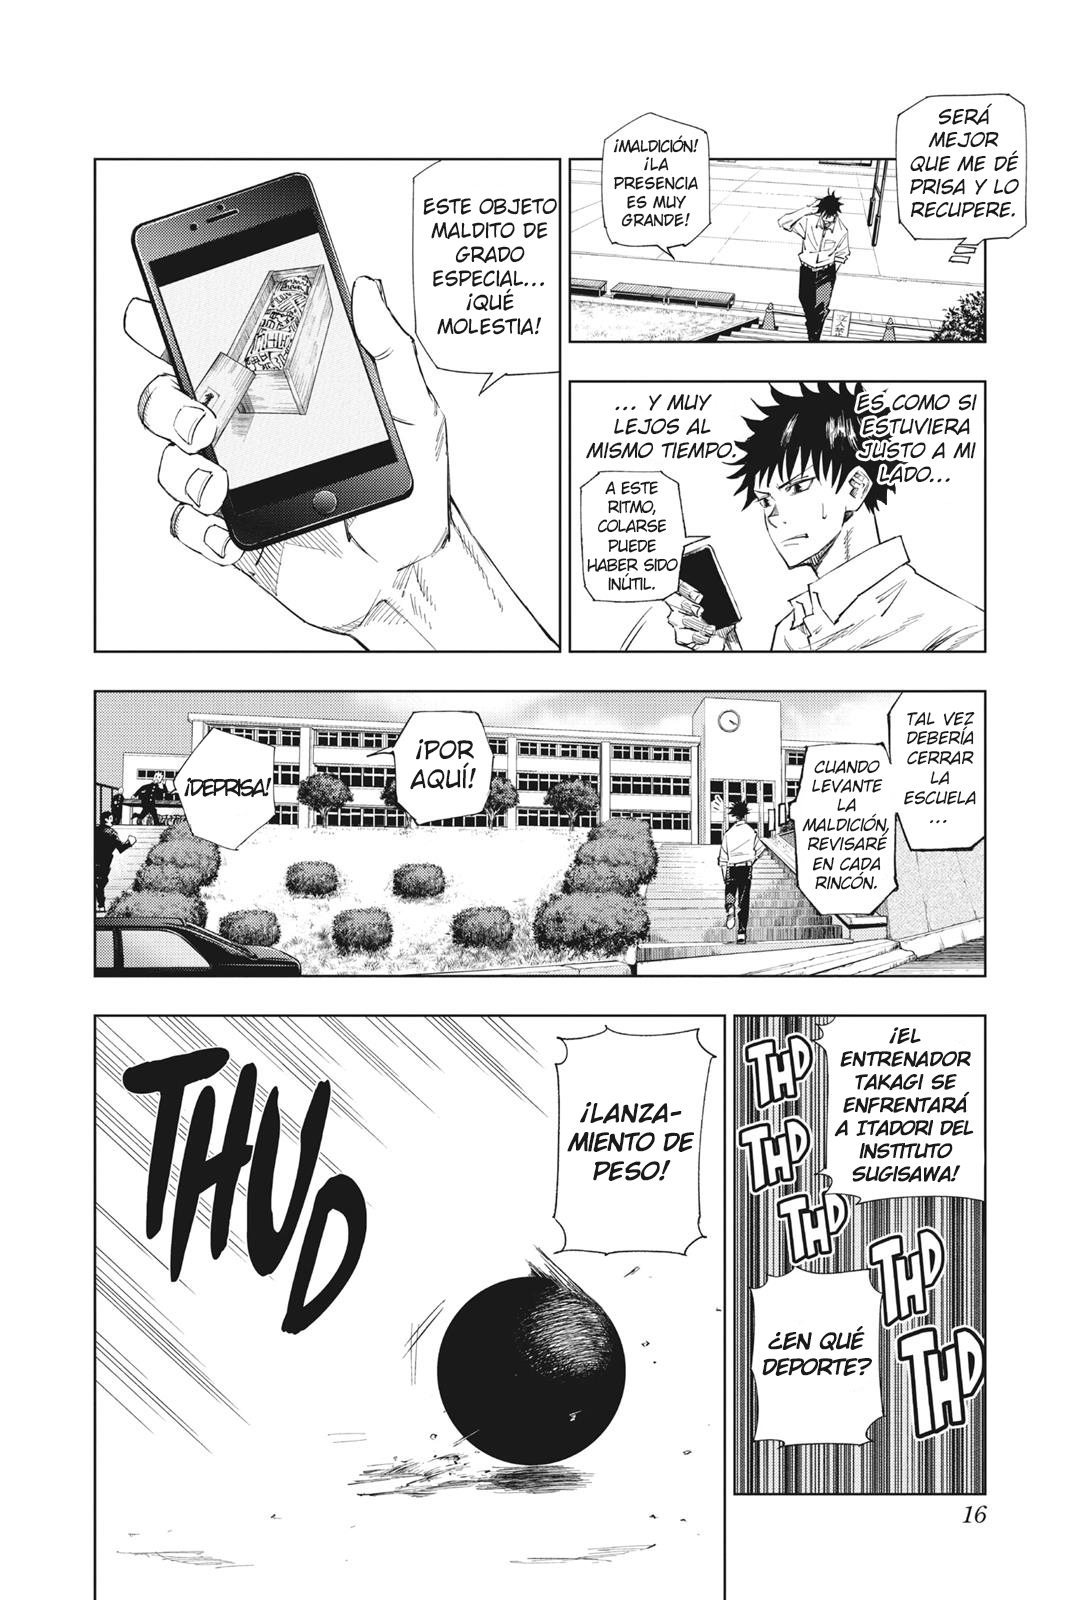 SERÁ
MEJOR
QUE ME DÉ
PRISA Y LO
RECUPERE.
¡MALDICIÓN!
¡LA
PRESENCIA
ES MUY
GRANDE!
ES COMO SI
ESTUVIERA
JUSTO A MI
LADO...
... Y MUY
LEJOS AL
MISMO TIEMPO.
A ESTE
RITMO,
COLARSE
PUEDE
HABER SIDO
INÚTIL.
ESTE OBJETO
MALDITO DE
GRADO
ESPECIAL...
¡QUÉ
MOLESTIA!
TAL VEZ
DEBERÍA
CERRAR
LA
ESCUELA
...
CUANDO
LEVANTE
LA
MALDICIÓN,
REVISARÉ
EN CADA
RINCÓN.
¡POR
AQUÍ!
¡DEPRISA!
¡EL
ENTRENADOR
TAKAGI SE
ENFRENTARÁ
A ITADORI DEL
INSTITUTO
SUGISAWA!
THD
THD
THD
THD
THD
¿EN QUÉ
DEPORTE?
¡LANZA-
MIENTO DE
PESO!
THUD
16